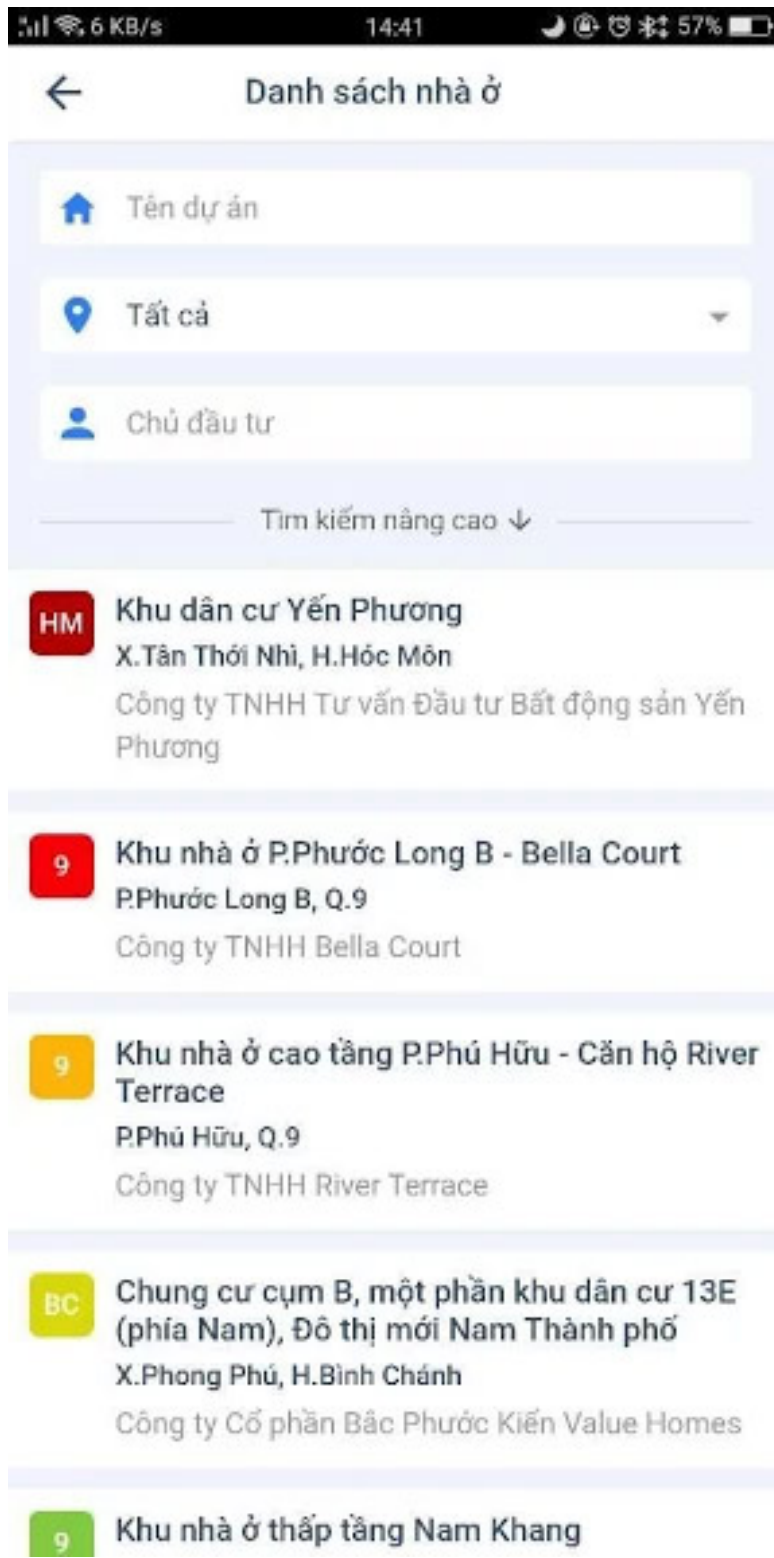 6 KB/s 14:41 57%
Danh sách nhà ở
Tên dự án
Tất cả
Chủ đầu tư
Tìm kiếm nâng cao ↓
HM
Khu dân cư Yến Phương
X.Tân Thới Nhì, H.Hóc Môn
Công ty TNHH Tư vấn Đầu tư Bất động sản Yến
Phương
9
Khu nhà ở P.Phước Long B - Bella Court
P.Phước Long B, Q.9
Công ty TNHH Bella Court
9
Khu nhà ở cao tầng P.Phú Hữu - Căn hộ River
Terrace
P.Phú Hữu, Q.9
Công ty TNHH River Terrace
BC
Chung cư cụm B, một phần khu dân cư 13E
(phía Nam), Đô thị mới Nam Thành phố
X.Phong Phú, H.Bình Chánh
Công ty Cổ phần Bâc Phước Kiến Value Homes
9
Khu nhà ở thấp tầng Nam Khang